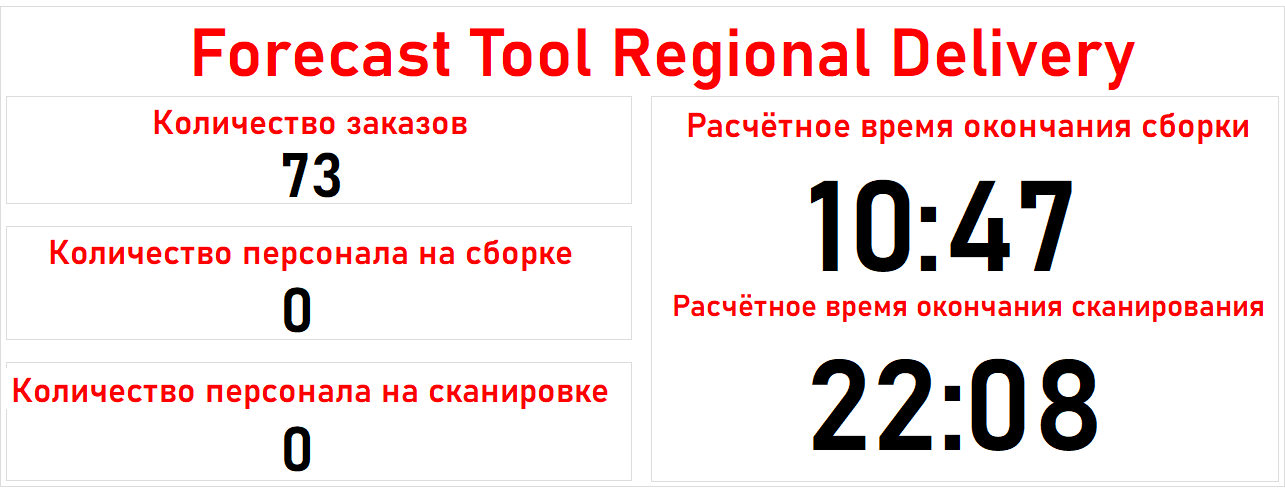 Forecast Tool Regional Delivery
Количество заказов
73
Количество персонала на сборке
0
Количество персонала на сканировке
0
Расчётное время окончания сборки
10:47
Расчётное время окончания сканирования
22:08